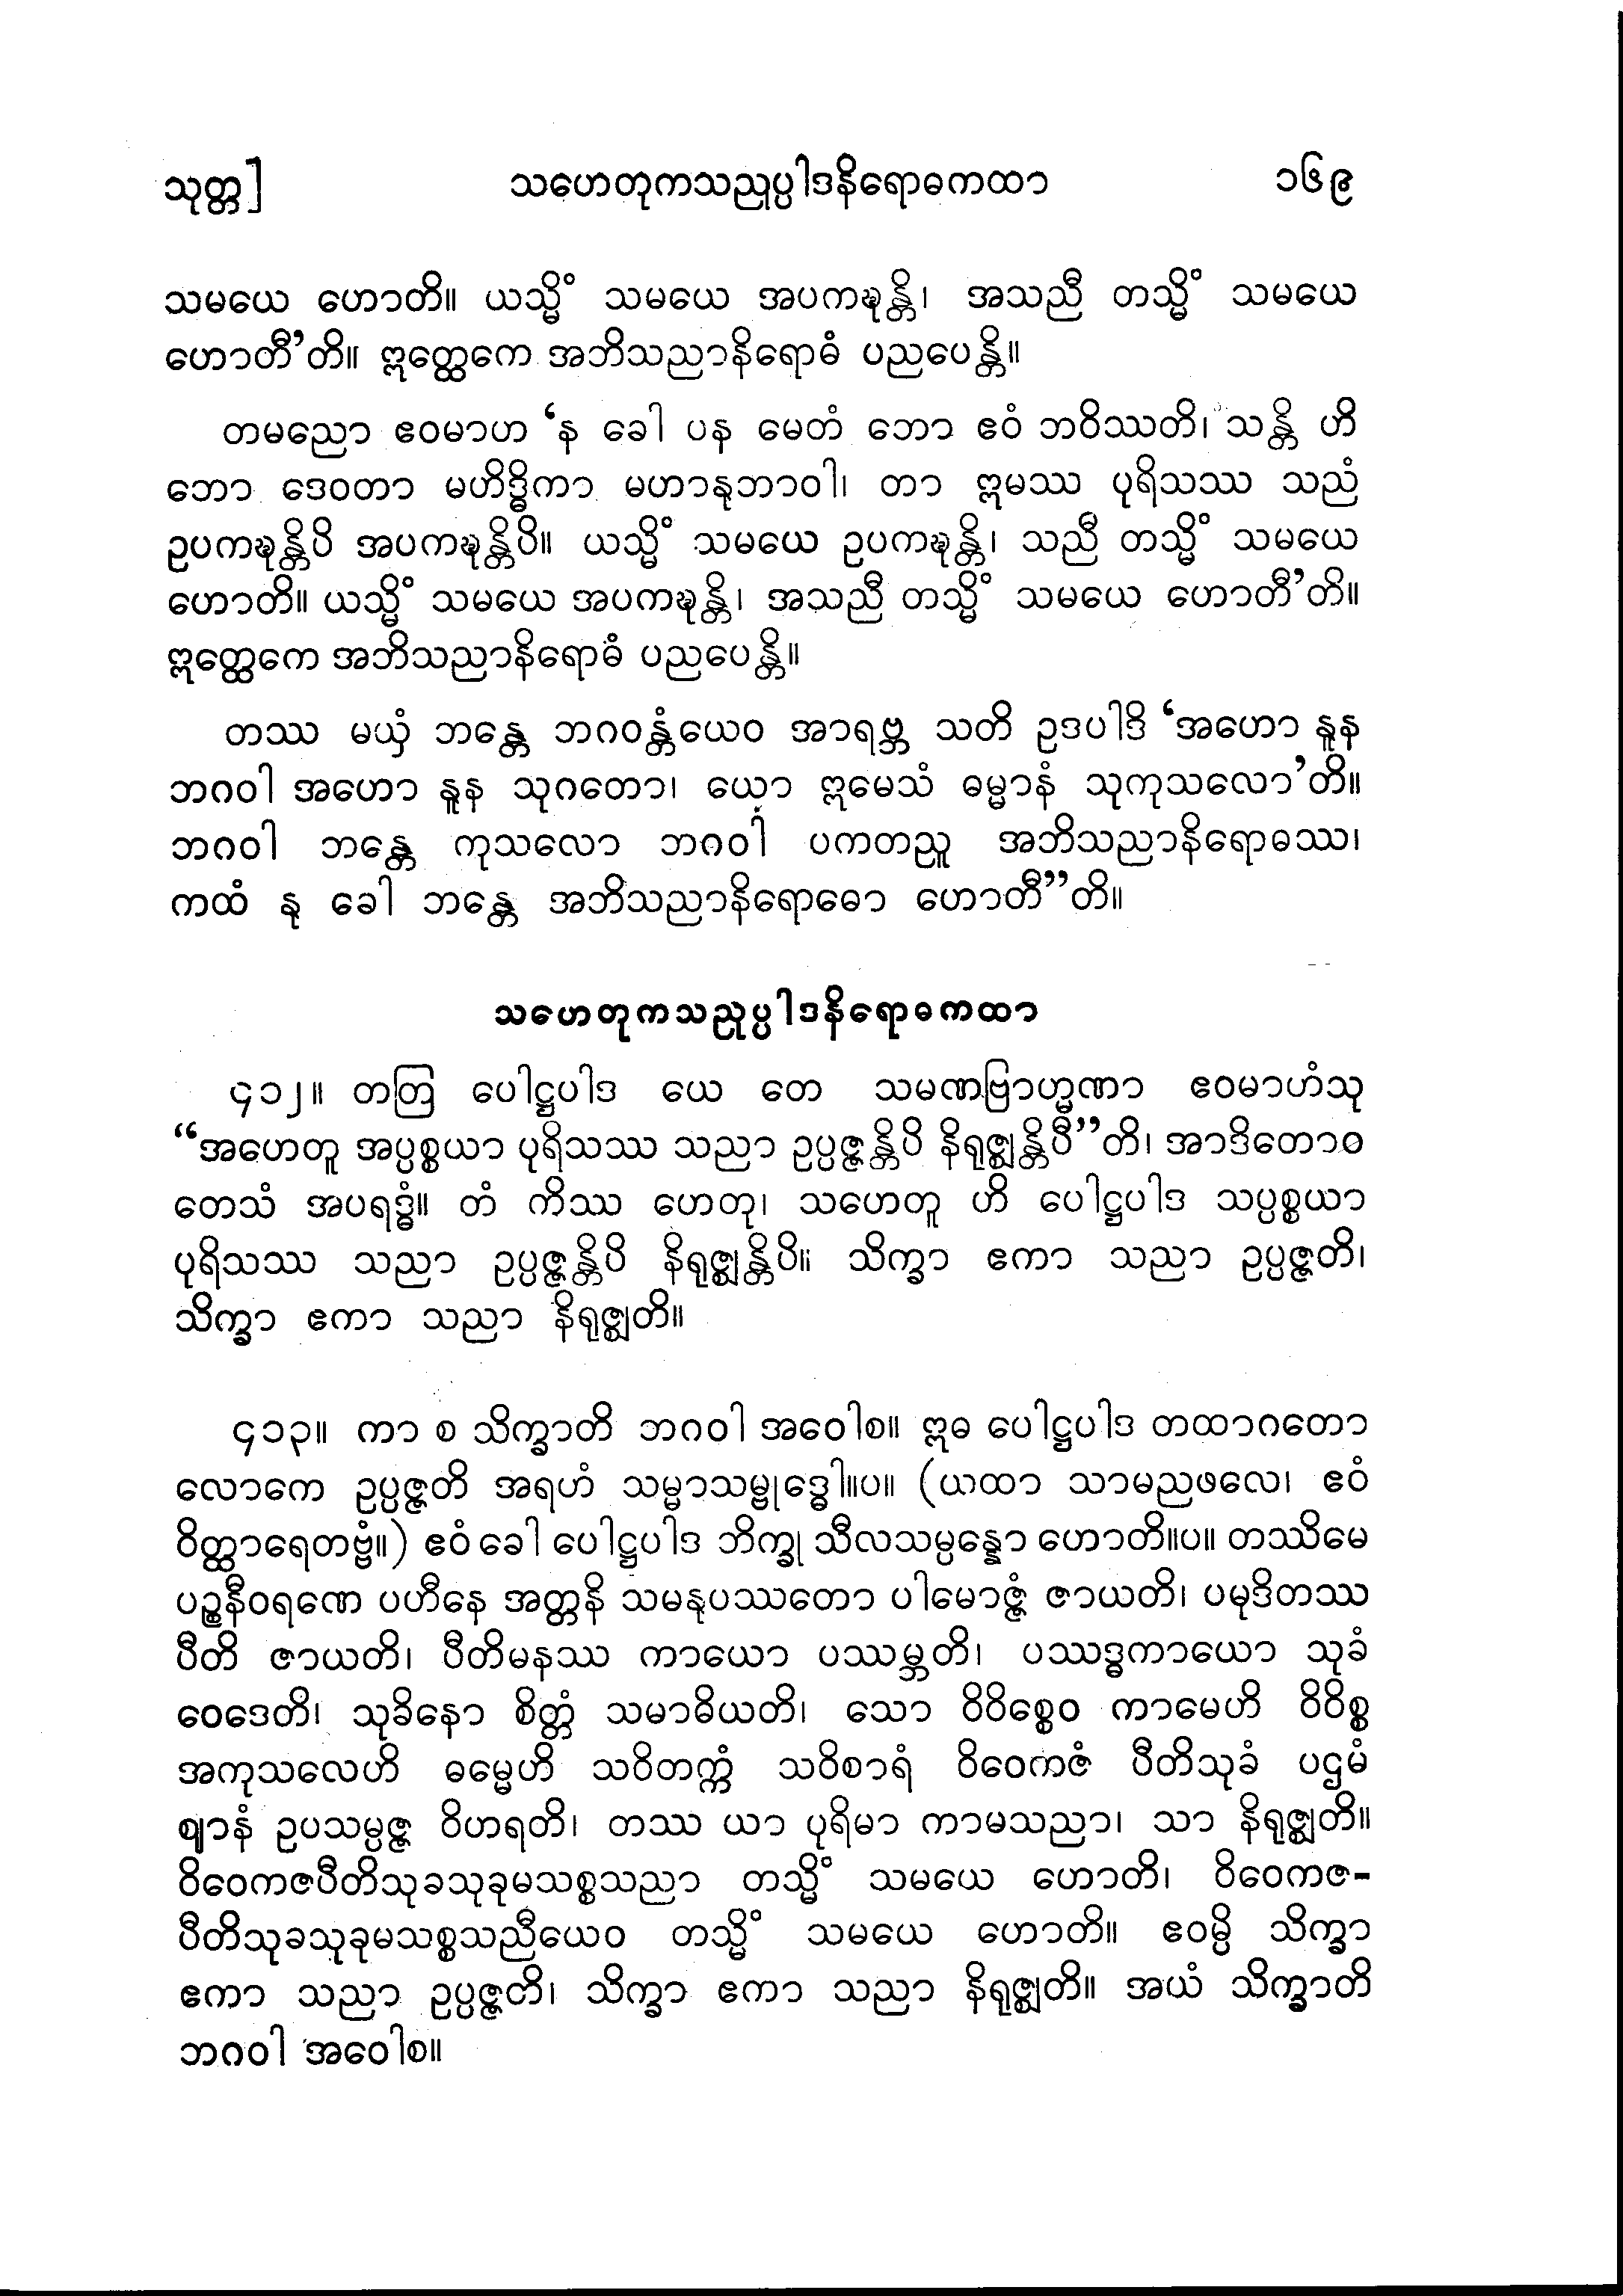 သုတ္တ] သဟေတုကသညုပ္ပါဒနိရောဓကထာ ၁၆၉
သမယေ ဟောတိ။ ယသ္မိံ သမယေ အပကဍ္ဎန္တိ၊ အသညီ တသ္မိံ သမယေ
ဟောတီ’တိ။ ဣတ္ထေကေ အဘိသညာနိရောဓံ ပညပေန္တိ။
တမညော ဧဝမာဟ ‘န ခေါ ပန မေတံ ဘော ဧဝံ ဘဝိဿတိ၊ သန္တိ ဟိ
ဘော ဒေဝတာ မဟိဒ္ဓိကာ မဟာနုဘာဝါ၊ တာ ဣမဿ ပုရိသဿ သညံ
ဥပကဍ္ဎန္တိပိ အပကဍ္ဎန္တိပိ။ ယသ္မိံ သမယေ ဥပကဍ္ဎန္တိ၊ သညီ တသ္မိံ သမယေ
ဟောတိ။ ယသ္မိံ သမယေ အပကဍ္ဎန္တိ၊ အသညီ တသ္မိံ သမယေ ဟောတီ’တိ။
ဣတ္ထေကေ အဘိသညာနိရောဓံ ပညပေန္တိ။
တဿ မယှံ ဘန္တေ ဘဂဝန္တံယေဝ အာရဗ္ဘ သတိ ဥဒပါဒိ ‘အဟော နူန
ဘဂဝါ အဟော နူန သုဂတော၊ ယော ဣမေသံ ဓမ္မာနံ သုကုသလော’တိ။
ဘဂဝါ ဘန္တေ ကုသလော ဘဂဝါ ပကတညူ အဘိသညာနိရောဓဿ၊
ကထံ နု ခေါ ဘန္တေ အဘိသညာနိရောဓော ဟောတီ”တိ။
သဟေတုကသညုပ္ပါဒနိရောဓကထာ
၄၁၂။ တတြ ပေါဋ္ဌပါဒ ယေ တေ သမဏဗြာဟ္မဏာ ဧဝမာဟံသု
“အဟေတူ အပ္ပစ္စယာ ပုရိသဿ သညာ ဥပ္ပဇ္ဇန္တိပိ နိရုဇ္ဈန္တိပီ”တိ၊ အာဒိတောဝ
တေသံ အပရဒ္ဓံ။ တံ ကိဿ ဟေတု၊ သဟေတူ ဟိ ပေါဋ္ဌပါဒ သပ္ပစ္စယာ
ပုရိသဿ သညာ ဥပ္ပဇ္ဇန္တိပိ နိရုဇ္ဈန္တိပိ။ သိက္ခာ ဧကာ သညာ ဥပ္ပဇ္ဇတိ၊
သိက္ခာ ဧကာ သညာ နိရုဇ္ဈတိ။
၄၁၃။ ကာ စ သိက္ခာတိ ဘဂဝါ အဝေါစ။ ဣဓ ပေါဋ္ဌပါဒ တထာဂတော
လောကေ ဥပ္ပဇ္ဇတိ အရဟံ သမ္မာသမ္ဗုဒ္ဓေါ။ပ။ (ယထာ သာမညဖလေ၊ ဧဝံ
ဝိတ္ထာရေတဗ္ဗံ။) ဧဝံ ခေါ ပေါဋ္ဌပါဒ ဘိက္ခု သီလသမ္ပန္နော ဟောတိ။ပ။ တဿိမေ
ပဉ္စနီဝရဏေ ပဟီနေ အတ္တနိ သမနုပဿတော ပါမောဇ္ဇံ ဇာယတိ၊ ပမုဒိတဿ
ပီတိ ဇာယတိ၊ ပီတိမနဿ ကာယော ပဿမ္ဘတိ၊ ပဿဒ္ဓကာယော သုခံ
ဝေဒေတိ၊ သုခိနော စိတ္တံ သမာဓိယတိ၊ သော ဝိဝိစ္စေဝ ကာမေဟိ ဝိဝိစ္စ
အကုသလေဟိ ဓမ္မေဟိ သဝိတက္ကံ သဝိစာရံ ဝိဝေကဇံ ပီတိသုခံ ပဌမံ
ဈာနံ ဥပသမ္ပဇ္ဇ ဝိဟရတိ၊ တဿ ယာ ပုရိမာ ကာမသညာ၊ သာ နိရုဇ္ဈတိ။
ဝိဝေကဇပီတိသုခသုခုမသစ္စသညာ တသ္မိံ သမယေ ဟောတိ၊ ဝိဝေကဇ-
ပီတိသုခသုခုမသစ္စသညီယေဝ တသ္မိံ သမယေ ဟောတိ။ ဧဝမ္ပိ သိက္ခာ
ဧကာ သညာ ဥပ္ပဇ္ဇတိ၊ သိက္ခာ ဧကာ သညာ နိရုဇ္ဈတိ။ အယံ သိက္ခာတိ
ဘဂဝါ အဝေါစ။